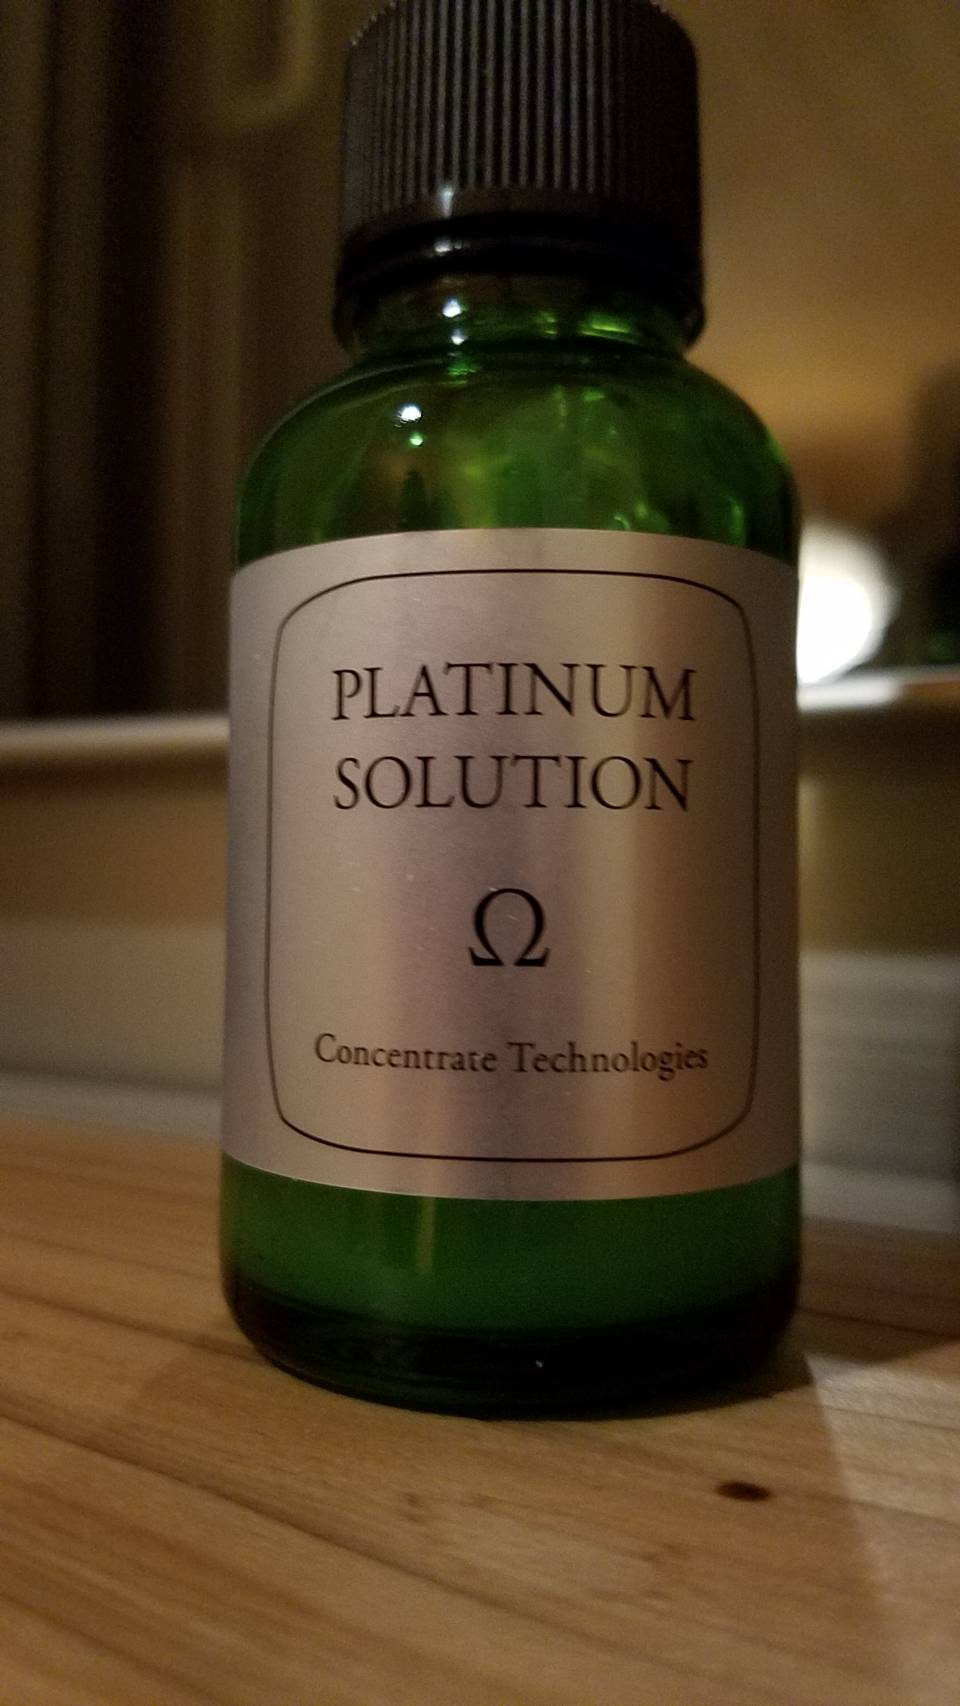 PLATINUM
SOLUTION
Ω
Concentrate Technologies